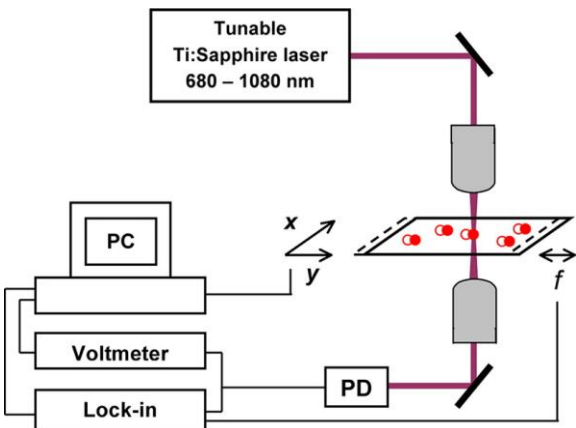 Tunable
Ti:Sapphire laser
680 – 1080 nm
x
y
f
PC
Voltmeter
Lock-in
PD